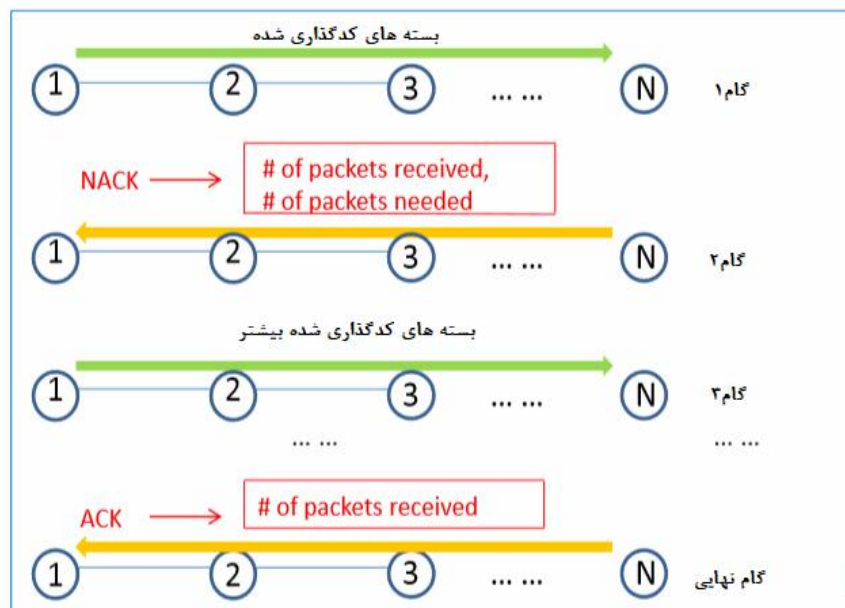 بسته های کدگذاری شده
1 2 3 ... ... N گام۱
NACK # of packets received,
# of packets needed
1 2 3 ... ... N گام۲
بسته های کدگذاری شده بیشتر
1 2 3 ... ... N گام۳
... ... ... ...
ACK # of packets received
1 2 3 ... ... N گام نهایی